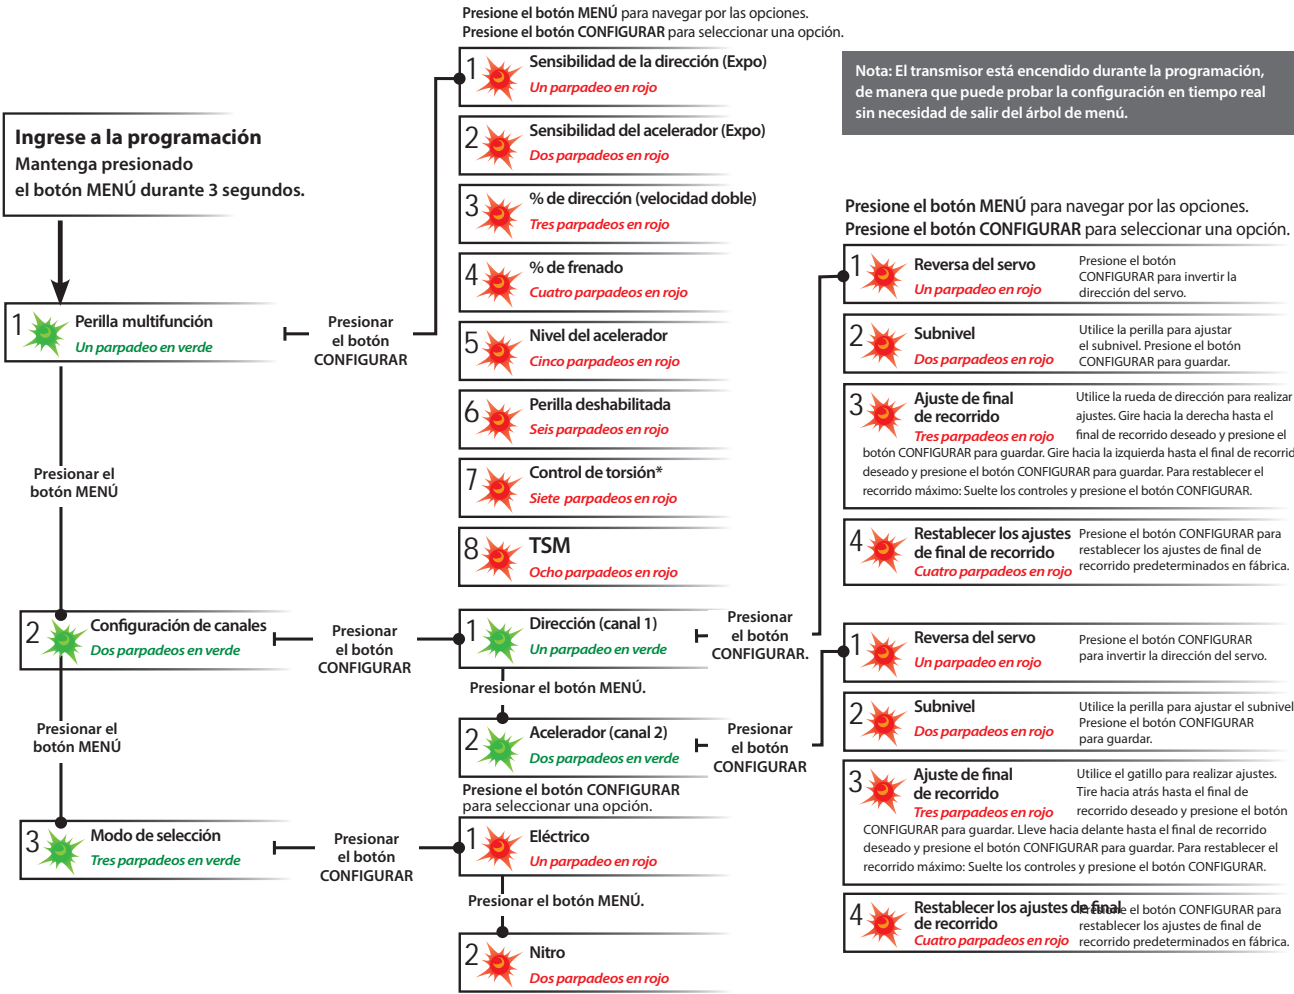 Presione el botón MENÚ para navegar por las opciones.
Presione el botón CONFIGURAR para seleccionar una opción.
Nota: El transmisor está encendido durante la programación,
de manera que puede probar la configuración en tiempo real
sin necesidad de salir del árbol de menú.
Ingrese a la programación
Mantenga presionado
el botón MENÚ durante 3 segundos.
1 Perilla multifunción
Un parpadeo en verde
Presionar
el botón
CONFIGURAR
1 Sensibilidad de la dirección (Expo)
Un parpadeo en rojo
2 Sensibilidad del acelerador (Expo)
Dos parpadeos en rojo
3 % de dirección (velocidad doble)
Tres parpadeos en rojo
4 % de frenado
Cuatro parpadeos en rojo
5 Nivel del acelerador
Cinco parpadeos en rojo
6 Perilla deshabilitada
Seis parpadeos en rojo
7 Control de torsión*
Siete parpadeos en rojo
8 TSM
Ocho parpadeos en rojo
Presionar el
botón MENÚ
2 Configuración de canales
Dos parpadeos en verde
Presionar
el botón
CONFIGURAR
1 Dirección (canal 1)
Un parpadeo en verde
Presionar
el botón
CONFIGURAR.
Presionar el botón MENÚ.
2 Acelerador (canal 2)
Dos parpadeos en verde
Presionar
el botón
CONFIGURAR
Presione el botón MENÚ para navegar por las opciones.
Presione el botón CONFIGURAR para seleccionar una opción.
1 Reversa del servo
Un parpadeo en rojo
Presione el botón
CONFIGURAR para invertir la
dirección del servo.
2 Subnivel
Dos parpadeos en rojo
Utilice la perilla para ajustar
el subnivel. Presione el botón
CONFIGURAR para guardar.
3 Ajuste de final
de recorrido
Tres parpadeos en rojo
Utilice la rueda de dirección para realizar
ajustes. Gire hacia la derecha hasta el
final de recorrido deseado y presione el
botón CONFIGURAR para guardar. Gire hacia la izquierda hasta el final de recorrid
deseado y presione el botón CONFIGURAR para guardar. Para restablecer el
recorrido máximo: Suelte los controles y presione el botón CONFIGURAR.
4 Restablecer los ajustes
de final de recorrido
Cuatro parpadeos en rojo
Presione el botón CONFIGURAR para
restablecer los ajustes de final de
recorrido predeterminados en fábrica.
1 Reversa del servo
Un parpadeo en rojo
Presione el botón CONFIGURAR
para invertir la dirección del servo.
2 Subnivel
Dos parpadeos en rojo
Utilice la perilla para ajustar el subnivel
Presione el botón CONFIGURAR
para guardar.
3 Ajuste de final
de recorrido
Tres parpadeos en rojo
Utilice el gatillo para realizar ajustes.
Tire hacia atrás hasta el final de
recorrido deseado y presione el botón
CONFIGURAR para guardar. Lleve hacia delante hasta el final de recorrido
deseado y presione el botón CONFIGURAR para guardar. Para restablecer el
recorrido máximo: Suelte los controles y presione el botón CONFIGURAR.
4 Restablecer los ajustes de final
de recorrido
Cuatro parpadeos en rojo
Presione el botón CONFIGURAR para
restablecer los ajustes de final de
recorrido predeterminados en fábrica.
Presionar el
botón MENÚ
3 Modo de selección
Tres parpadeos en verde
Presionar
el botón
CONFIGURAR
Presione el botón CONFIGURAR
para seleccionar una opción.
1 Eléctrico
Un parpadeo en rojo
Presionar el botón MENÚ.
2 Nitro
Dos parpadeos en rojo